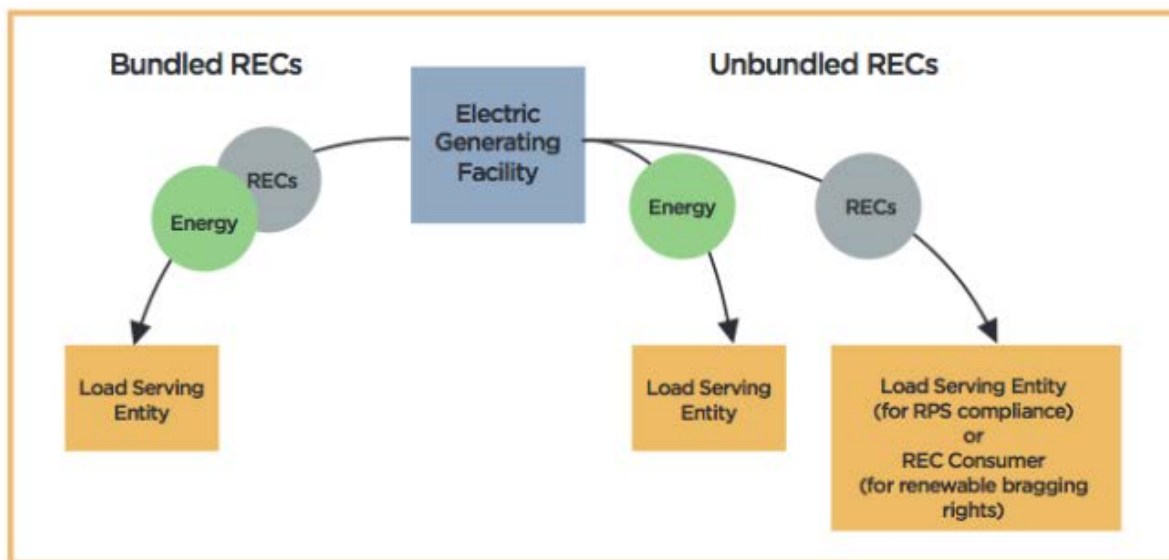 Bundled RECs
Unbundled RECs
Electric
Generating
Facility
RECs
Energy
Energy
RECs
Load Serving
Entity
Load Serving
Entity
Load Serving Entity
(for RPS compliance)
or
REC Consumer
(for renewable bragging
rights)